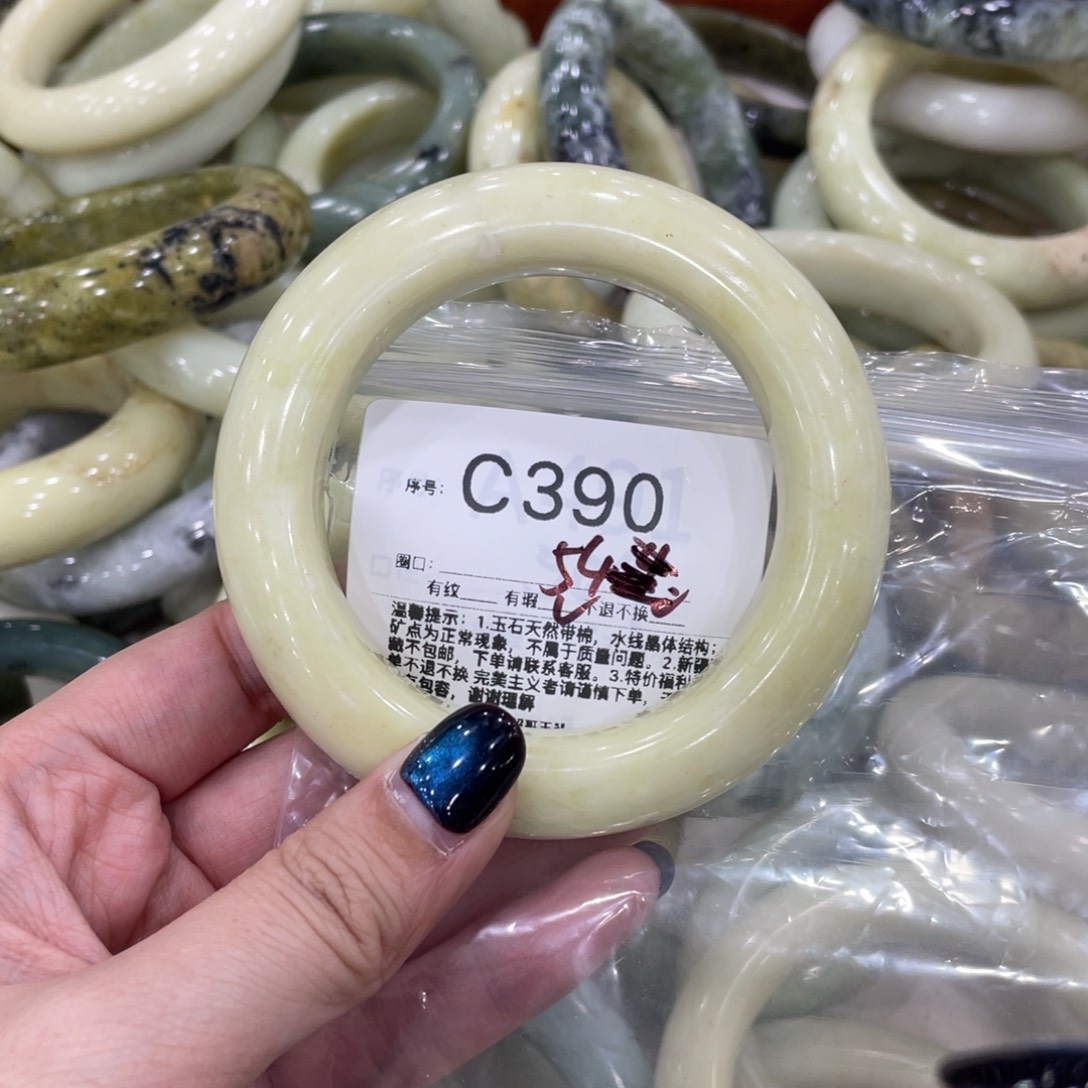 序号: C390
圈口:
有纹 有瑕 不退不换
温馨提示：1.玉石天然带棉，水线晶体结构；
矿点为正常现象，不属于质量问题。2.新疆
藏不包邮，下单请联系客服。3.特价福利
单不退不换 完美主义者请谨慎下单，
包容，谢谢理解